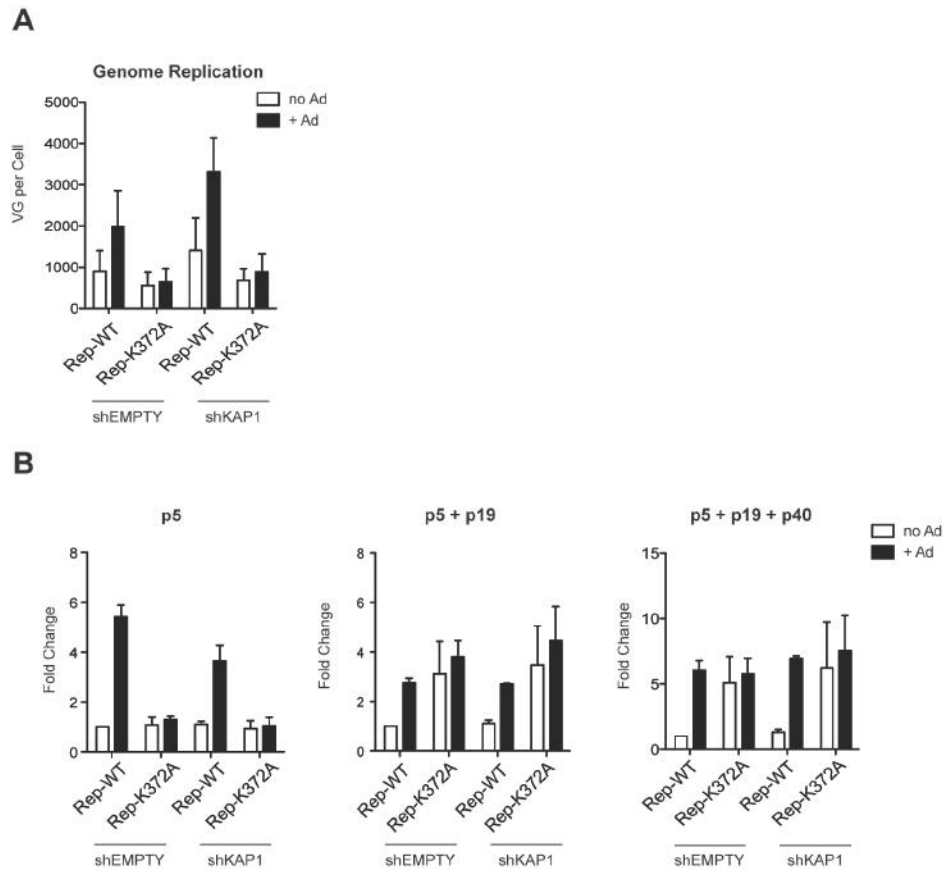 A
Genome Replication
no Ad
+ Ad
VG per Cell
5000
4000
3000
2000
1000
0
Rep-WT
Rep-K372A
Rep-WT
Rep-K372A
shEMPTY
shKAP1
B
p5
Fold Change
8
6
4
2
0
Rep-WT
Rep-K372A
Rep-WT
Rep-K372A
shEMPTY
shKAP1
p5 + p19
Fold Change
8
6
4
2
0
Rep-WT
Rep-K372A
Rep-WT
Rep-K372A
shEMPTY
shKAP1
p5 + p19 + p40
no Ad
+ Ad
Fold Change
15
10
5
0
Rep-WT
Rep-K372A
Rep-WT
Rep-K372A
shEMPTY
shKAP1